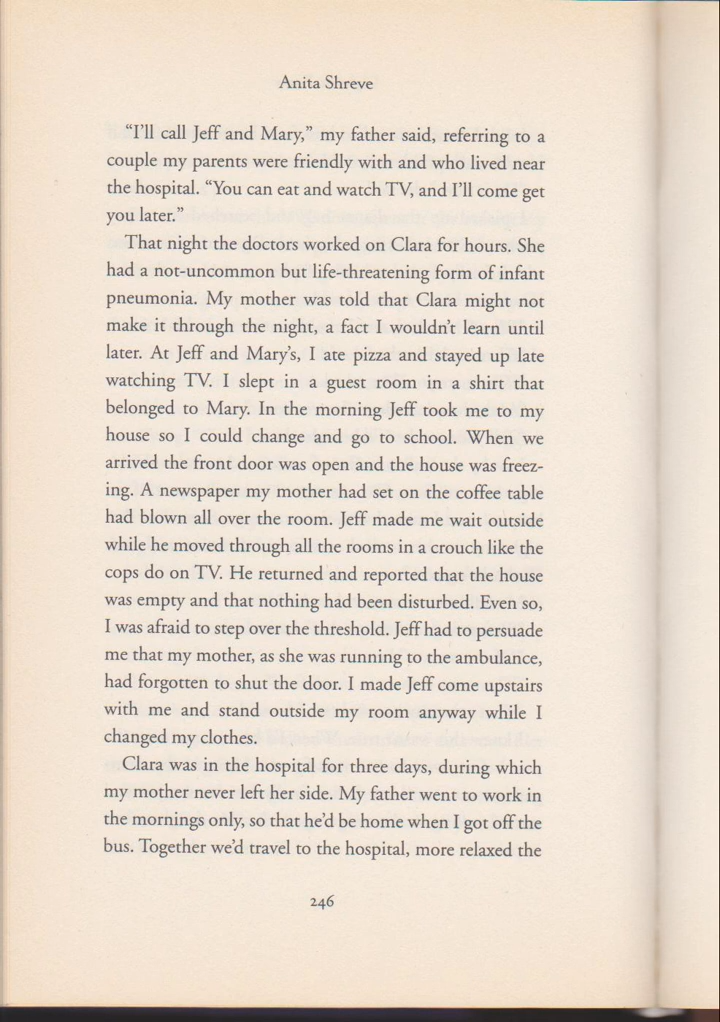 Anita Shreve
“I’ll call Jeff and Mary,” my father said, referring to a
couple my parents were friendly with and who lived near
the hospital. “You can eat and watch TV, and I’ll come get
you later.”
That night the doctors worked on Clara for hours. She
had a not-uncommon but life-threatening form of infant
pneumonia. My mother was told that Clara might not
make it through the night, a fact I wouldn’t learn until
later. At Jeff and Mary’s, I ate pizza and stayed up late
watching TV. I slept in a guest room in a shirt that
belonged to Mary. In the morning Jeff took me to my
house so I could change and go to school. When we
arrived the front door was open and the house was freez-
ing. A newspaper my mother had set on the coffee table
had blown all over the room. Jeff made me wait outside
while he moved through all the rooms in a crouch like the
cops do on TV. He returned and reported that the house
was empty and that nothing had been disturbed. Even so,
I was afraid to step over the threshold. Jeff had to persuade
me that my mother, as she was running to the ambulance,
had forgotten to shut the door. I made Jeff come upstairs
with me and stand outside my room anyway while I
changed my clothes.
Clara was in the hospital for three days, during which
my mother never left her side. My father went to work in
the mornings only, so that he’d be home when I got off the
bus. Together we’d travel to the hospital, more relaxed the
246